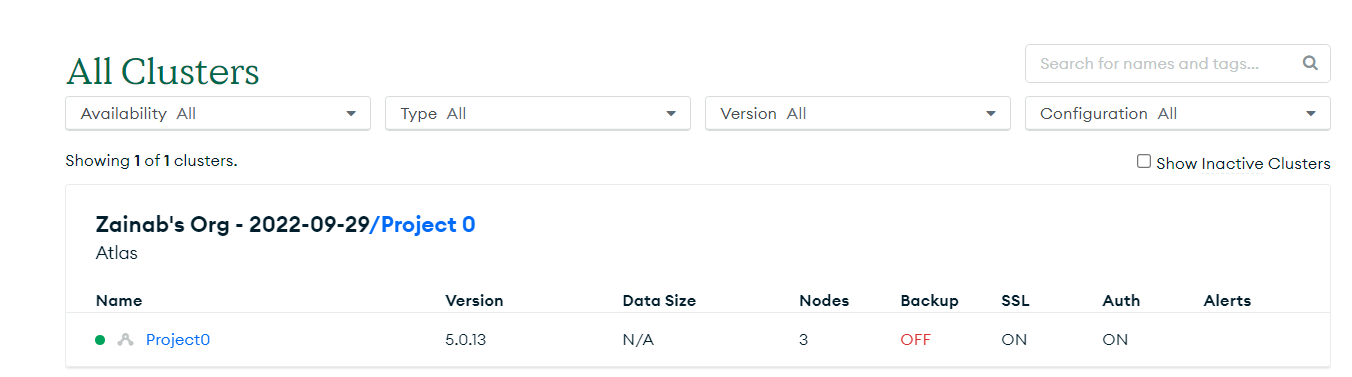 All Clusters
Search for names and tags...
Availability All
Type All
Version All
Configuration All
Showing 1 of 1 clusters.
Show Inactive Clusters
Zainab's Org - 2022-09-29/Project 0
Atlas
Name Version Data Size Nodes Backup SSL Auth Alerts
Project0 5.0.13 N/A 3 OFF ON ON